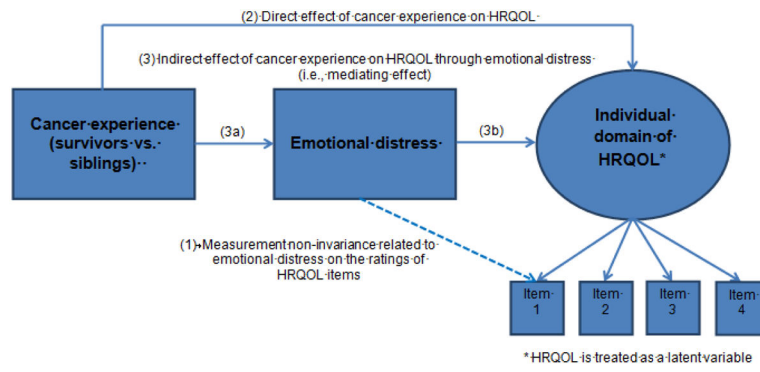 (2) Direct effect of cancer experience on HRQOL
(3) Indirect effect of cancer experience on HRQOL through emotional distress
(i.e., mediating effect)
Cancer experience
(survivors vs.
siblings)
(3a)
Emotional distress
(3b)
Individual
domain of
HRQOL*
(1) Measurement non-invariance related to
emotional distress on the ratings of
HRQOL items
Item
1
Item
2
Item
3
Item
4
* HRQOL is treated as a latent variable